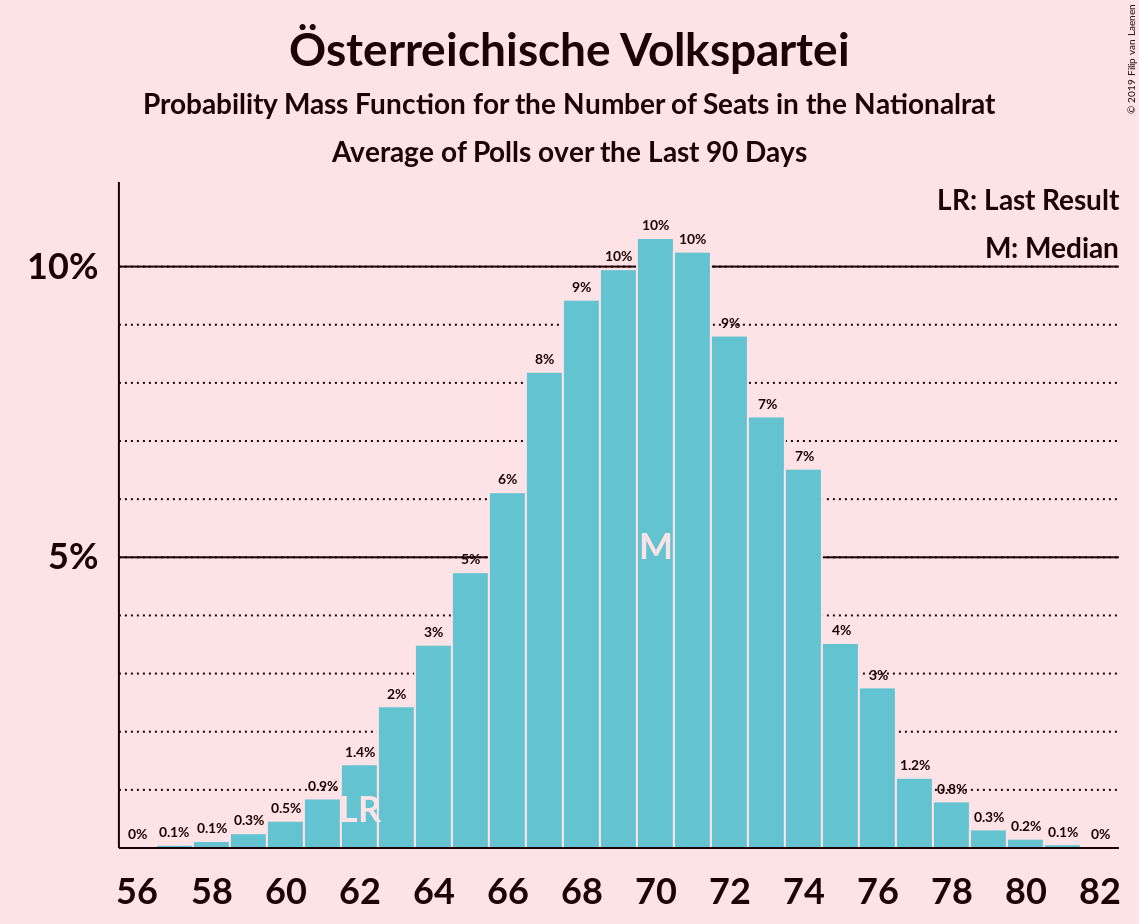 Österreichische Volkspartei
Probability Mass Function for the Number of Seats in the Nationalrat
Average of Polls over the Last 90 Days
© 2019 Filip van Laenen
LR: Last Result
M: Median
10%
5%
0% 0.1% 0.1% 0.3% 0.5% 0.9% 1.4% 2% 3% 5% 6% 8% 9% 10% 10% 10% 9% 7% 7% 4% 3% 1.2% 0.8% 0.3% 0.2% 0.1% 0%
LR
M
56 58 60 62 64 66 68 70 72 74 76 78 80 82